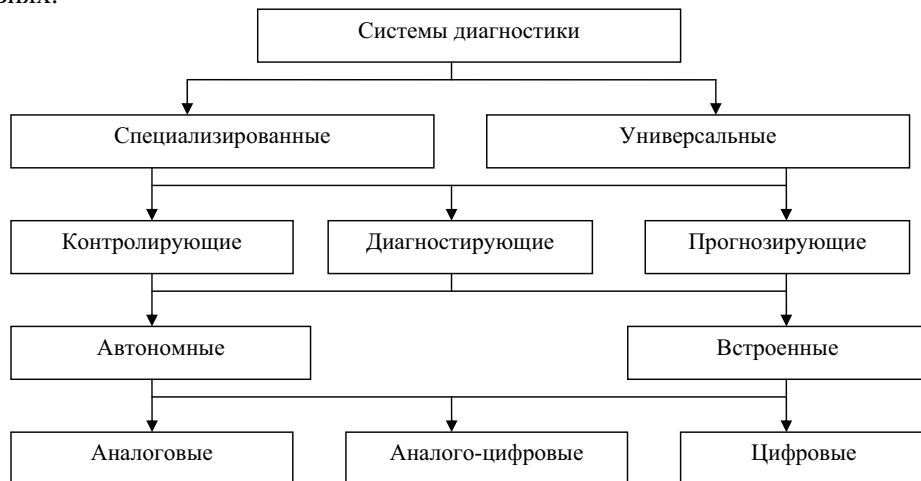 Системы диагностики
Специализированные Универсальные
Контролирующие Диагностирующие Прогнозирующие
Автономные Встроенные
Аналоговые Аналого-цифровые Цифровые